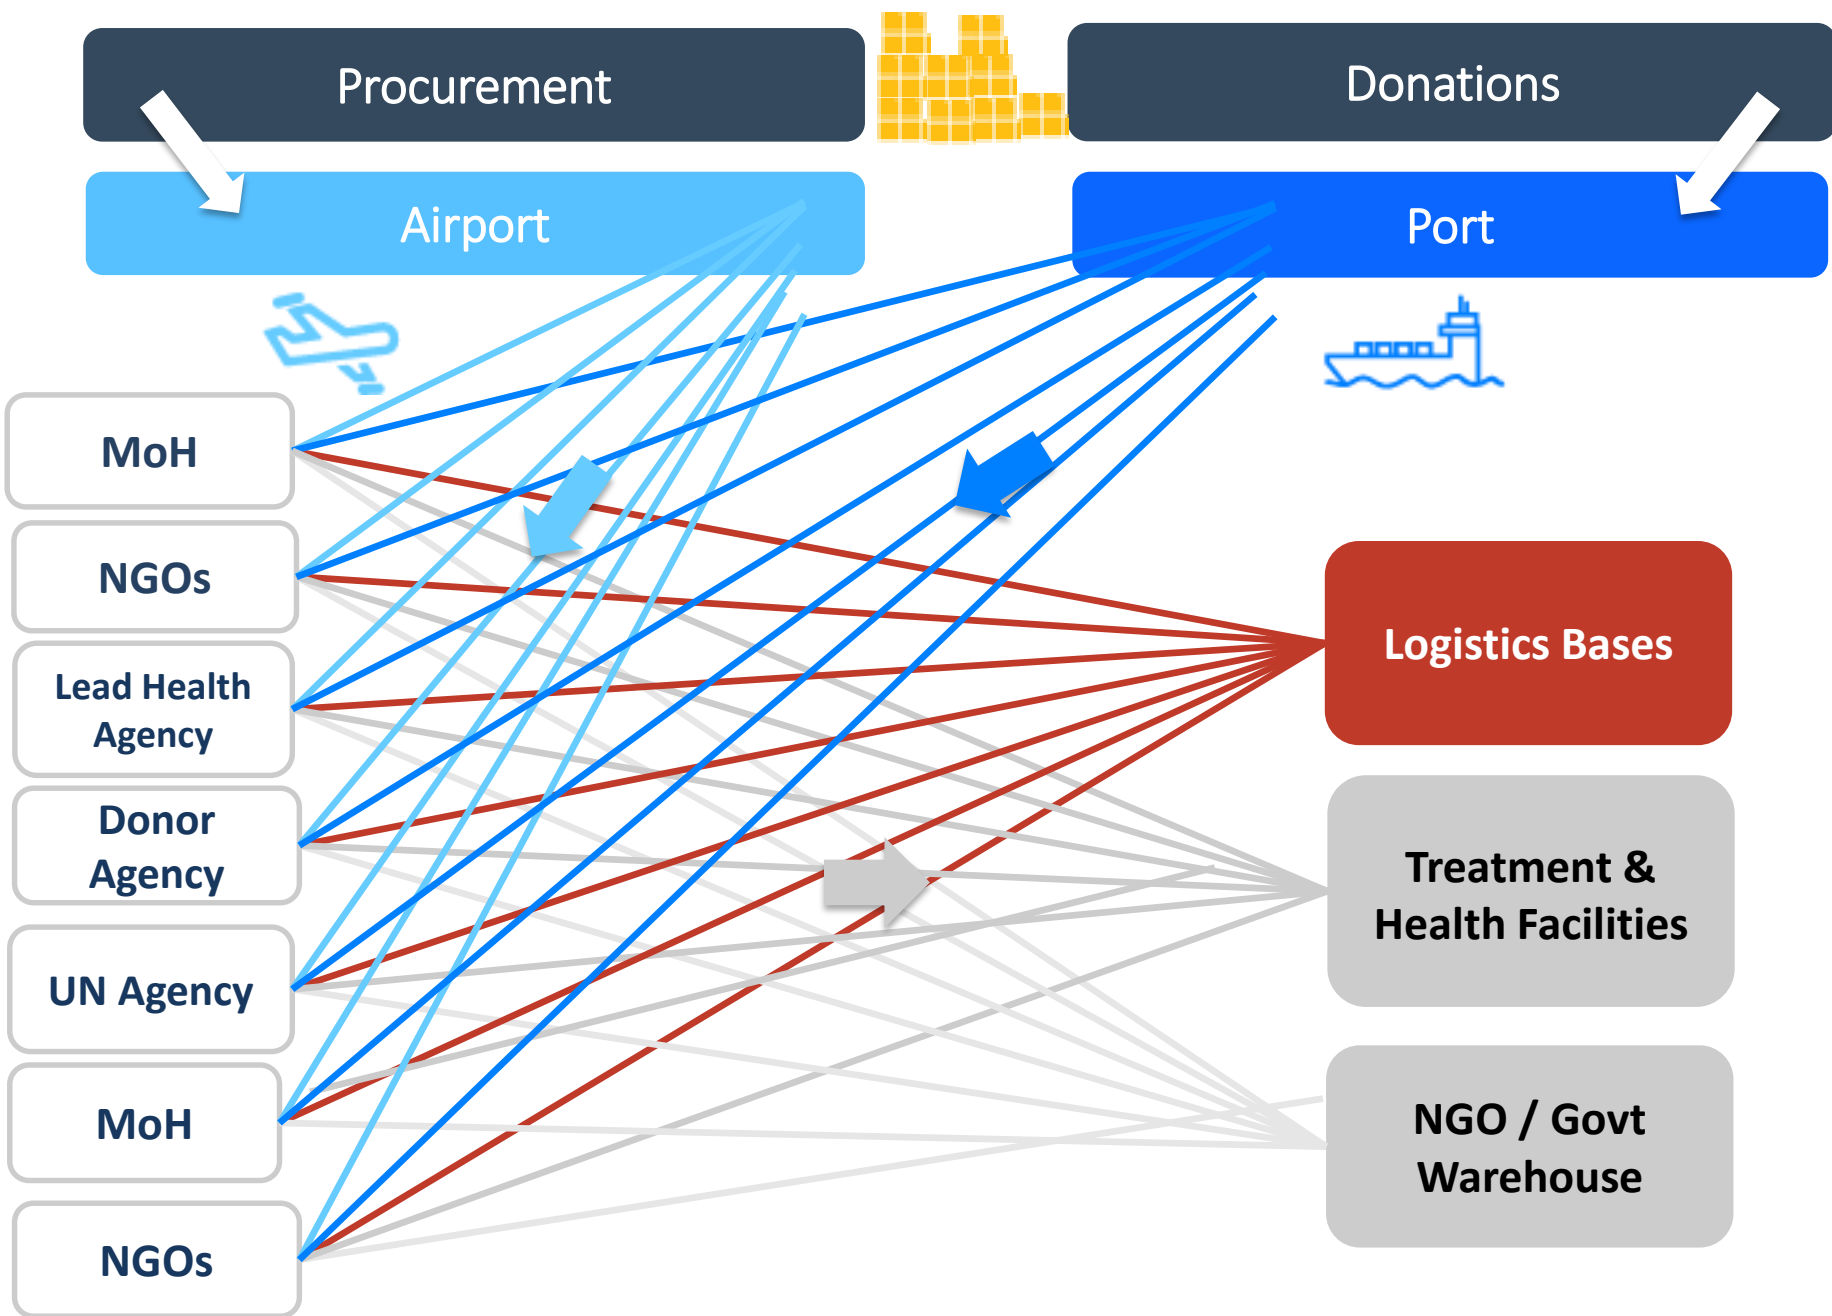 Procurement
Donations
Airport
Port
MoH
NGOs
Lead Health
Agency
Donor
Agency
UN Agency
MoH
NGOs
Logistics Bases
Treatment &
Health Facilities
NGO / Govt
Warehouse